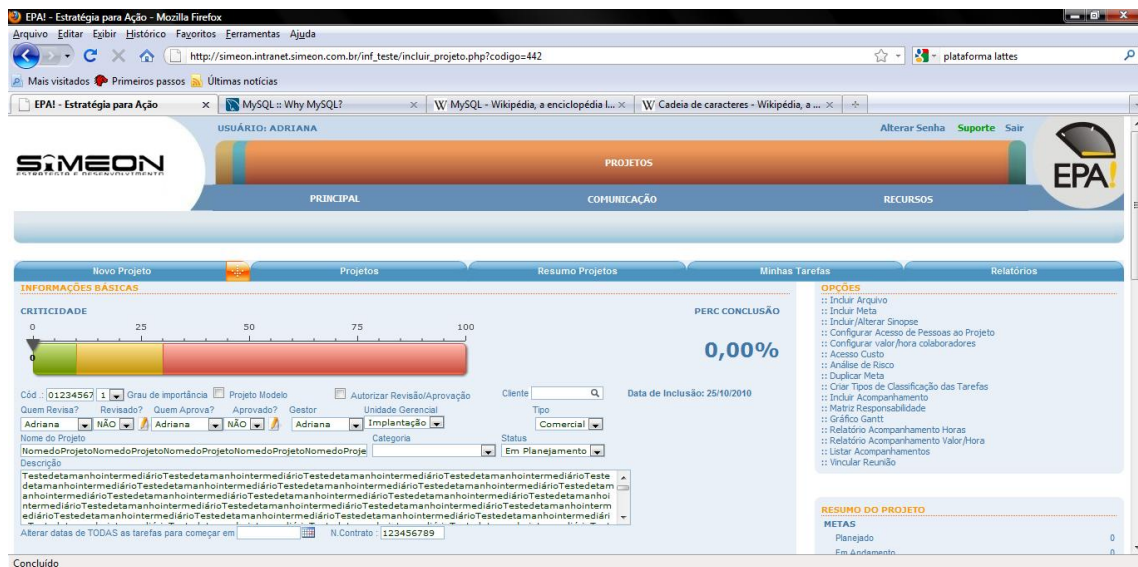 EPA! - Estratégia para Ação - Mozilla Firefox
Arquivo Editar Exibir Histórico Favoritos Ferramentas Ajuda
http://simeon.intranet.simeon.com.br/inf_teste/incluir_projeto.php?codigo=442 plataforma lattes
Mais visitados Primeiros passos Últimas notícias
EPA! - Estratégia para Ação MySQL :: Why MySQL? MySQL - Wikipédia, a enciclopédia l... Cadeia de caracteres - Wikipédia, a ...
USUÁRIO: ADRIANA Alterar Senha Suporte Sair
SIMEON
ESTRATÉGIA E DESENVOLVIMENTO
PROJETOS
EPA!
PRINCIPAL COMUNICAÇÃO RECURSOS
Novo Projeto Projetos Resumo Projetos Minhas Tarefas Relatórios
INFORMAÇÕES BÁSICAS
CRITICIDADE PERC CONCLUSÃO
0 25 50 75 100
0
0,00%
Cód .: 01234567 1 Grau de importância Projeto Modelo Autorizar Revisão/Aprovação Cliente Data de Inclusão: 25/10/2010
Quem Revisa? Revisado? Quem Aprova? Aprovado? Gestor Unidade Gerencial Tipo
Adriana NÃO Adriana NÃO Adriana Implantação Comercial
Nome do Projeto Categoria Status
NomedoProjetoNomedoProjetoNomedoProjetoNomedoProjetoNomedoProje Em Planejamento
Descrição
TestedetamanhointermediárioTestedetamanhointermediárioTestedetamanhointermediárioTestedetamanhointermediárioTeste
detamanhointermediárioTestedetamanhointermediárioTestedetamanhointermediárioTestedetamanhointermediárioTestedetam
anhointermediárioTestedetamanhointermediárioTestedetamanhointermediárioTestedetamanhointermediárioTestedetamanhoi
ntermediárioTestedetamanhointermediárioTestedetamanhointermediárioTestedetamanhointermediárioTestedetamanhointerm
ediárioTestedetamanhointermediárioTestedetamanhointermediárioTestedetamanhointermediárioTestedetamanhointermediári
Alterar datas de TODAS as tarefas para começar em N.Contrato : 123456789
OPÇÕES
:: Incluir Arquivo
:: Incluir Meta
:: Incluir/Alterar Sinopse
:: Configurar Acesso de Pessoas ao Projeto
:: Configurar valor/hora colaboradores
:: Acesso Custo
:: Análise de Risco
:: Duplicar Meta
:: Criar Tipos de Classificação das Tarefas
:: Incluir Acompanhamento
:: Matriz Responsabilidade
:: Gráfico Gantt
:: Relatório Acompanhamento Horas
:: Relatório Acompanhamento Valor/Hora
:: Listar Acompanhamentos
:: Vincular Reunião
RESUMO DO PROJETO
METAS
Planejado 0
Em Andamento 0
Concluído